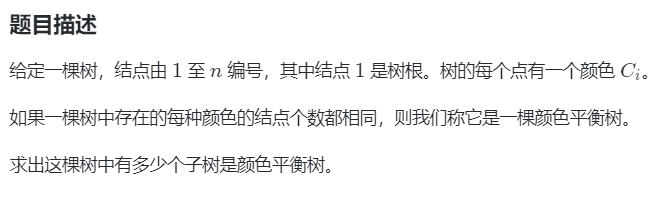 题目描述
给定一棵树，结点由 1 至 n 编号，其中结点 1 是树根。树的每个点有一个颜色 C_i。
如果一棵树中存在的每种颜色的结点个数都相同，则我们称它是一棵颜色平衡树。
求出这棵树中有多少个子树是颜色平衡树。